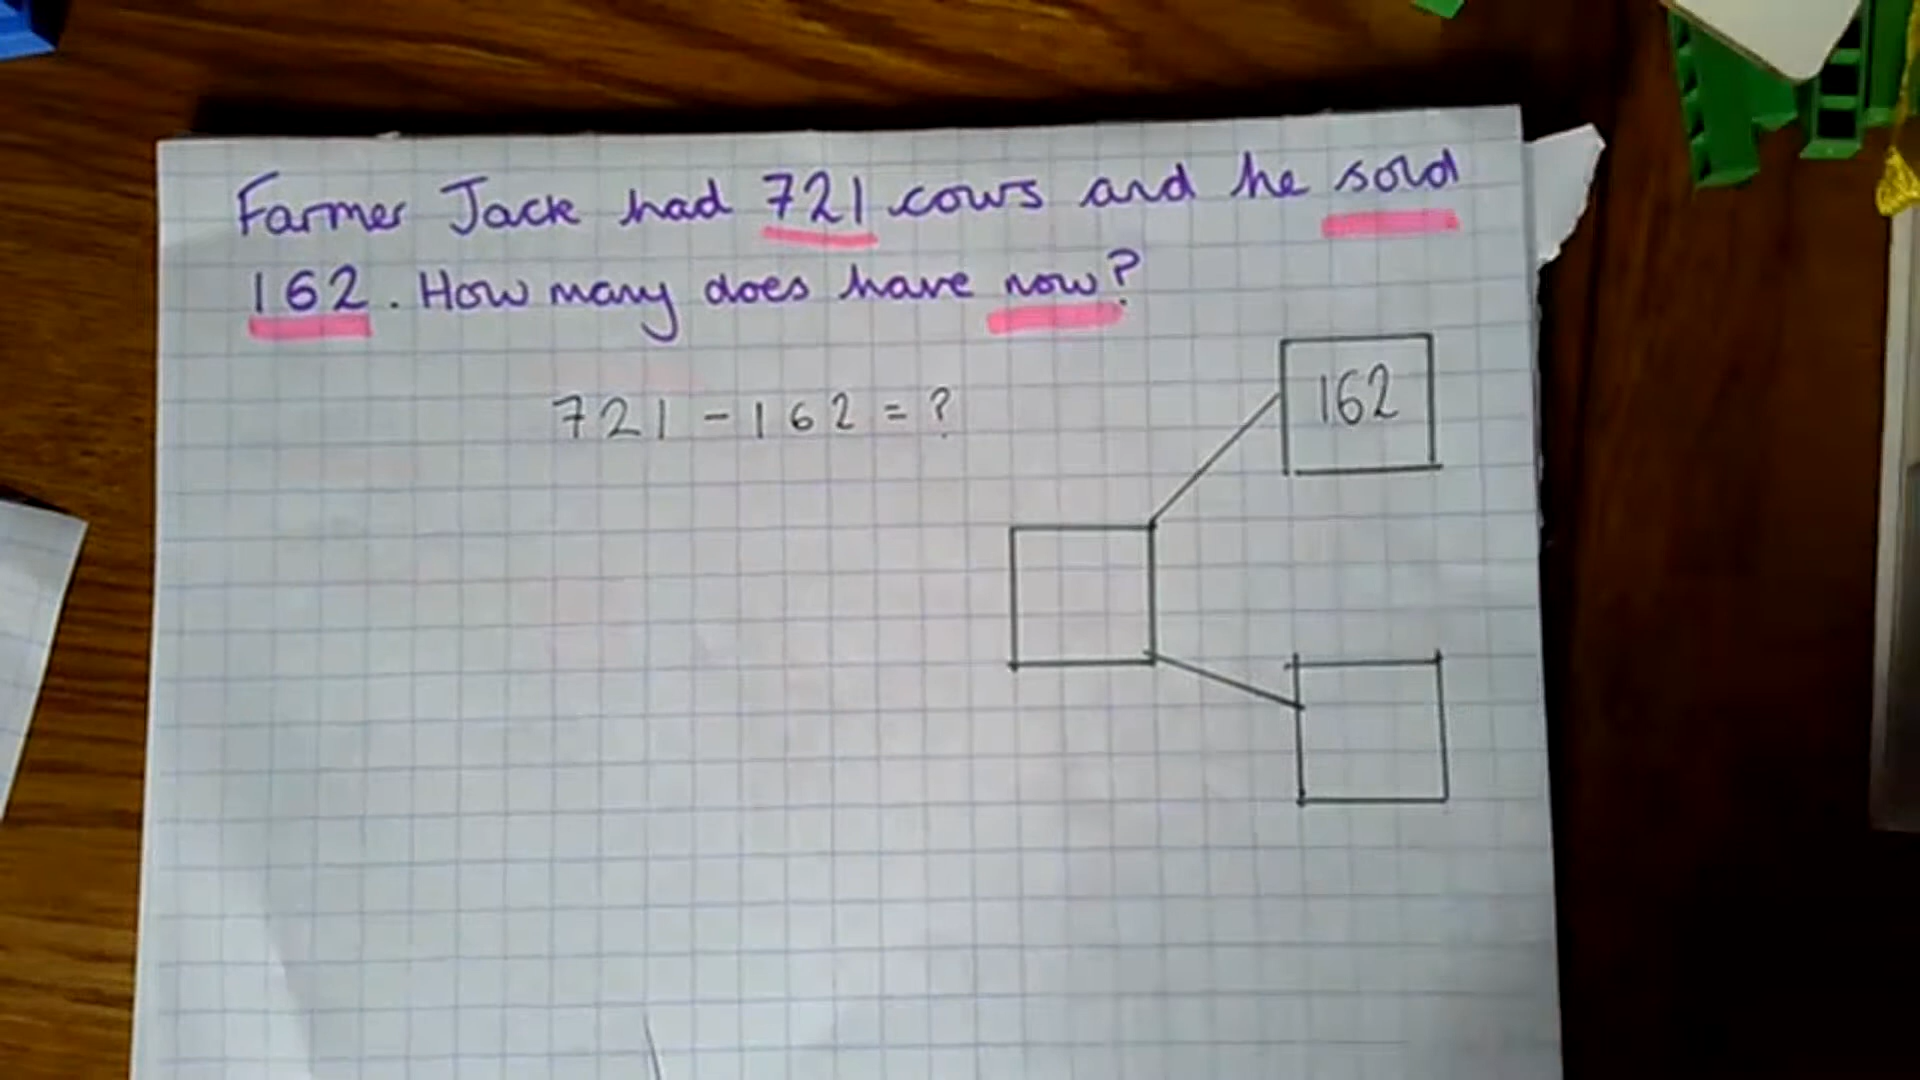 Farmer Jack had 721 cows and he sold
162. How many does have now?
721 - 162 = ?
162